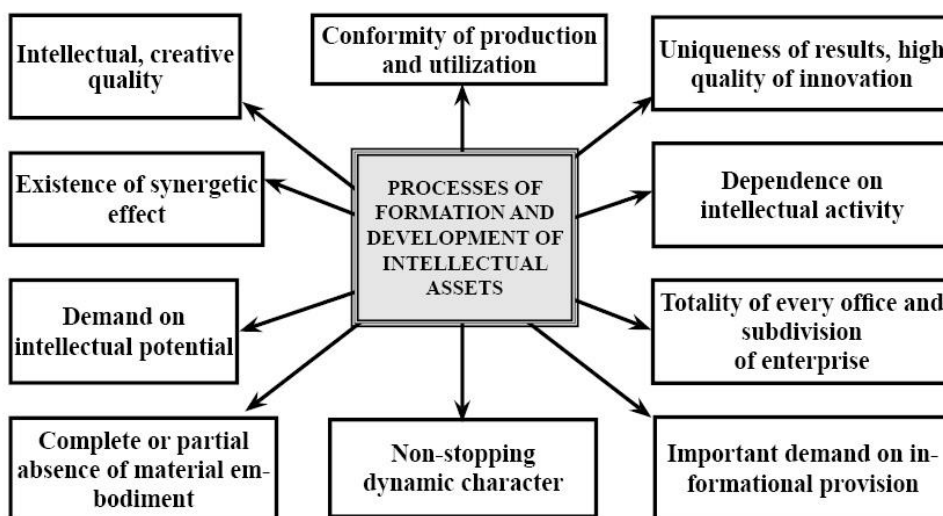 Intellectual, creative
quality
Conformity of production
and utilization
Uniqueness of results, high
quality of innovation
Existence of synergetic
effect
PROCESSES OF
FORMATION AND
DEVELOPMENT OF
INTELLECTUAL
ASSETS
Dependence on
intellectual activity
Demand on
intellectual potential
Totality of every office and
subdivision
of enterprise
Complete or partial
absence of material em-
bodiment
Non-stopping
dynamic character
Important demand on in-
formational provision